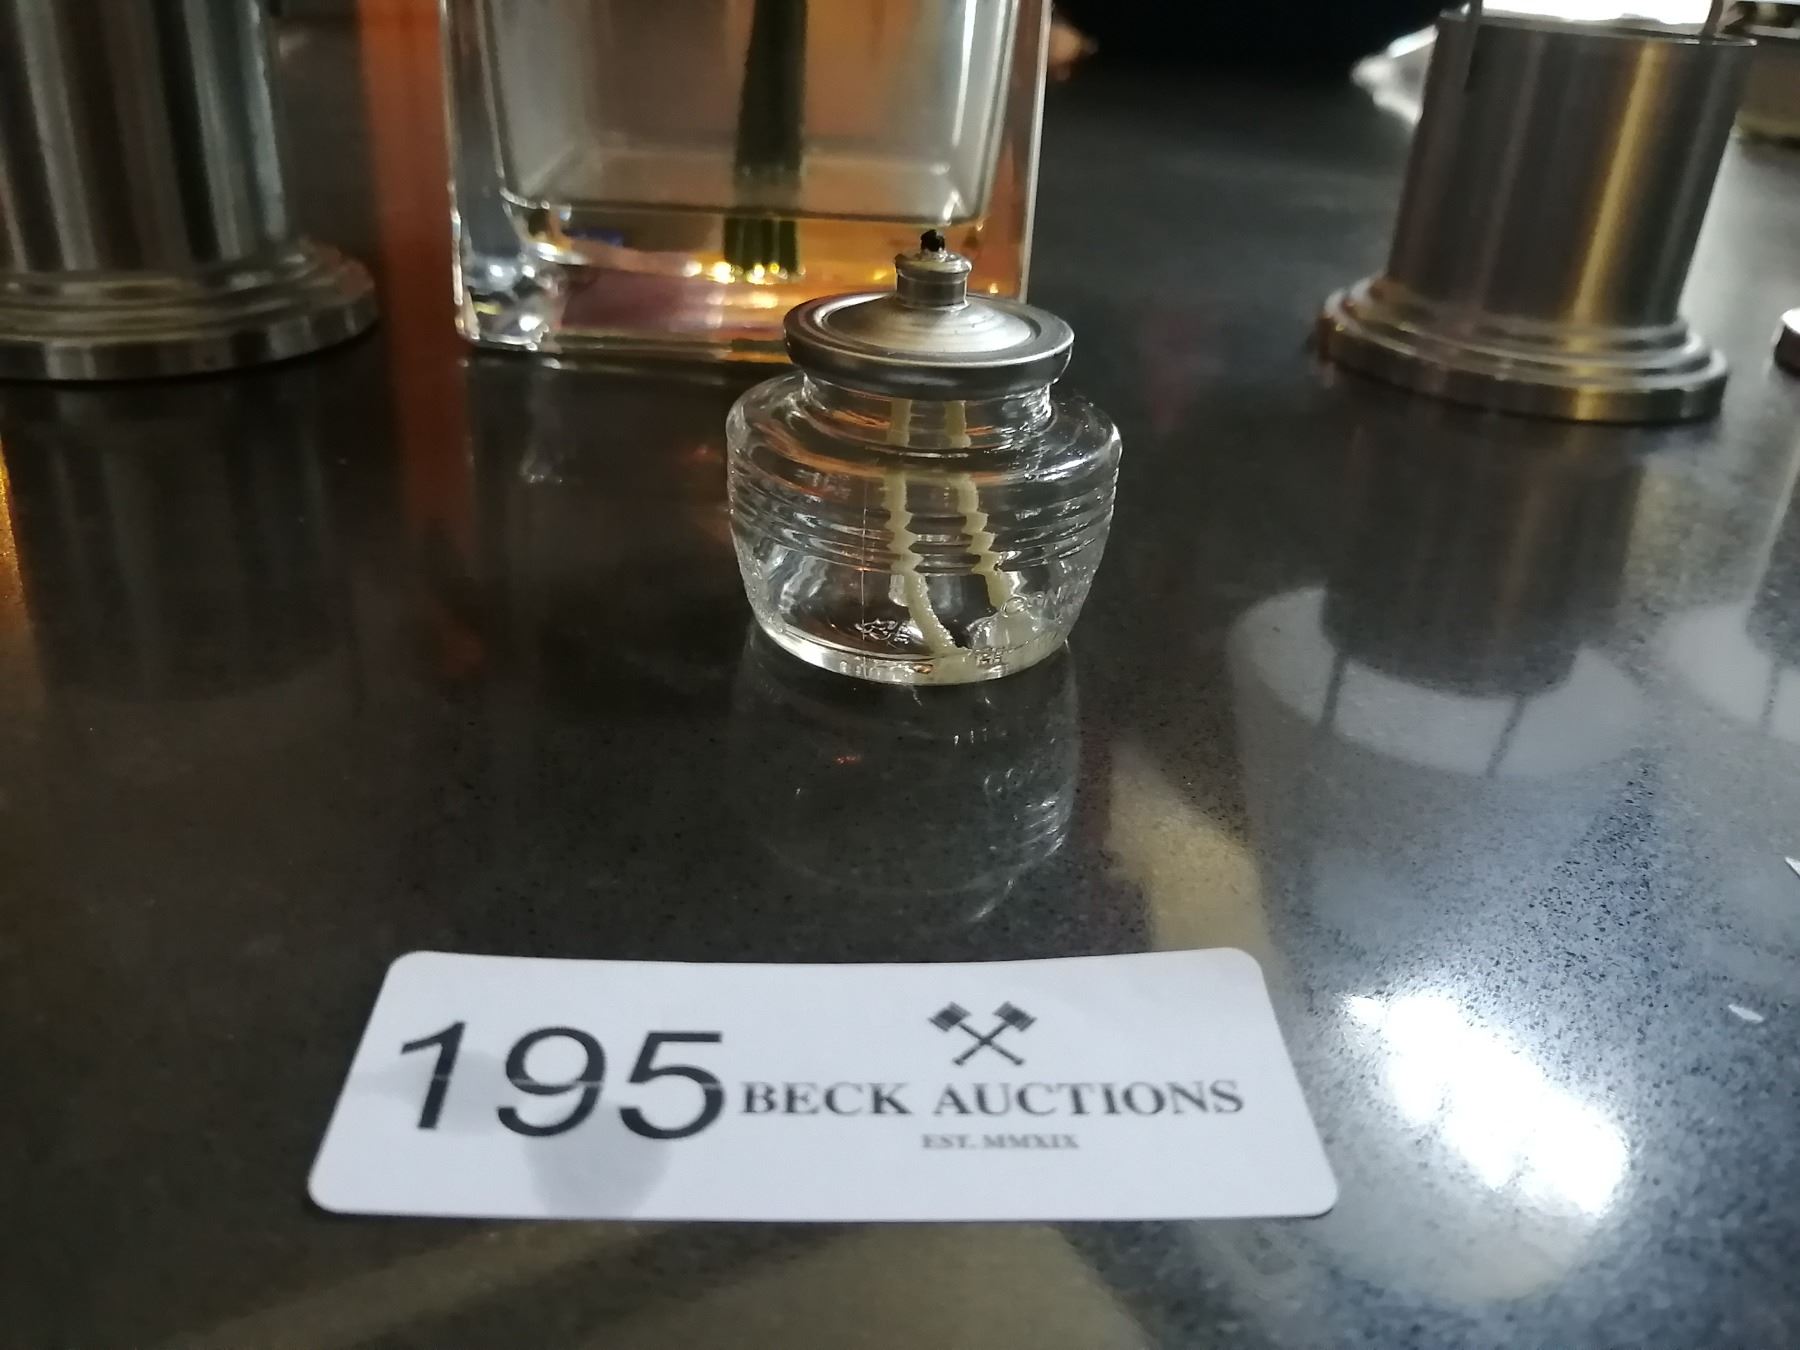 195 BECK AUCTIONS
EST. MMXIX